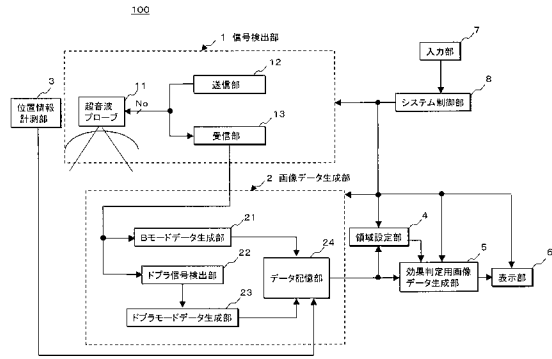 100
1 信号検出部
7
入力部
3
位置情報
計測部
11
超音波
プローブ
No
12
送信部
13
受信部
8
システム制御部
2 画像データ生成部
21
Bモードデータ生成部
22
ドプラ信号検出部
23
ドプラモードデータ生成部
24
データ記憶部
4
領域設定部
5
効果判定用画像
データ生成部
6
表示部